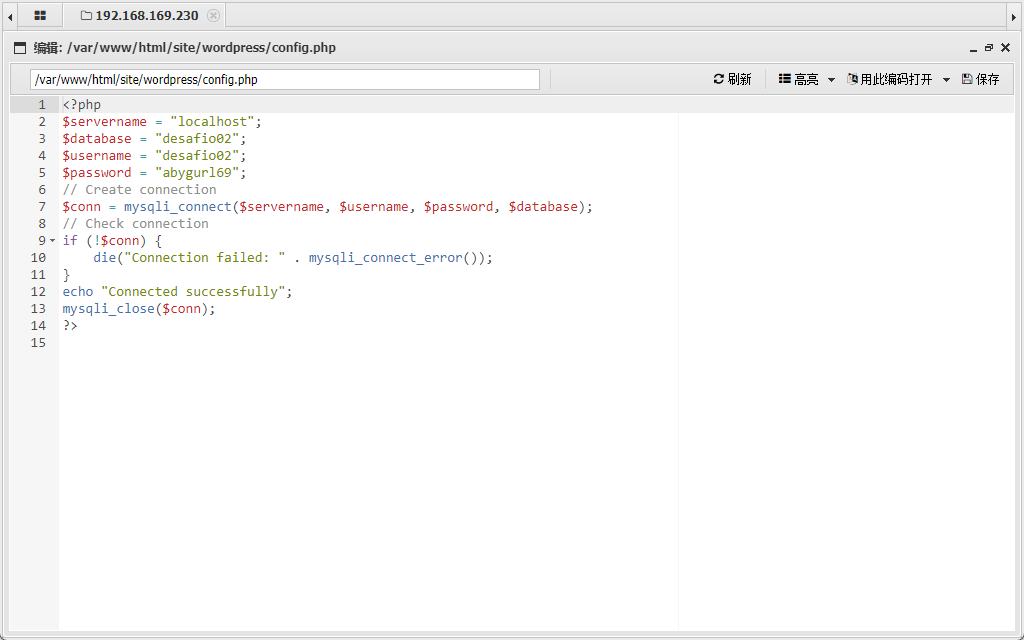 192.168.169.230
编辑: /var/www/html/site/wordpress/config.php
/var/www/html/site/wordpress/config.php 刷新 高亮 用此编码打开 保存
1 <?php
2 $servername = "localhost";
3 $database = "desafio02";
4 $username = "desafio02";
5 $password = "abygurl69";
6 // Create connection
7 $conn = mysqli_connect($servername, $username, $password, $database);
8 // Check connection
9 if (!$conn) {
10     die("Connection failed: " . mysqli_connect_error());
11 }
12 echo "Connected successfully";
13 mysqli_close($conn);
14 ?>
15